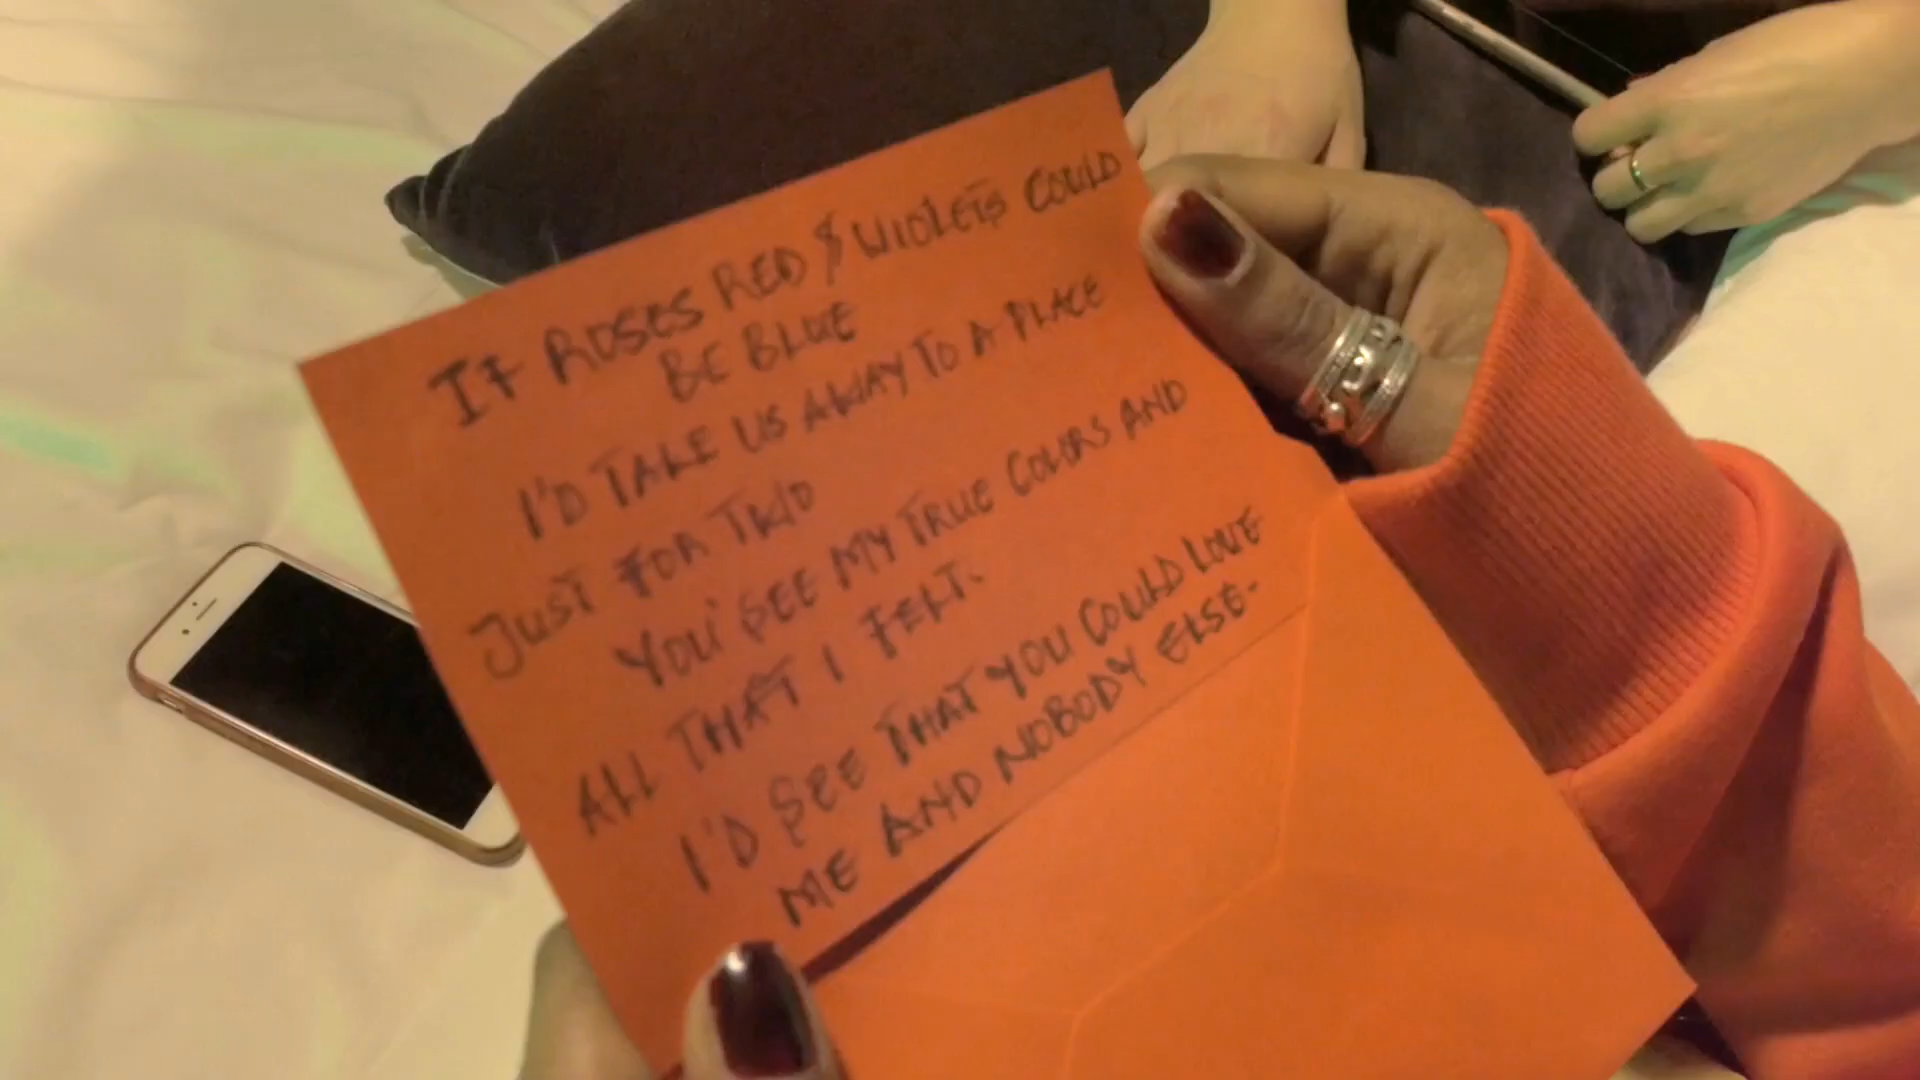 IF ROSES RED & VIOLETS COULD
BE BLUE
I'D TAKE US AWAY TO A PLACE
JUST FOR TWO
YOU' SEE MY TRUE COLORS AND
ALL THAT I FELT.
I'D SEE THAT YOU COULD LOVE
ME AND NOBODY ELSE-